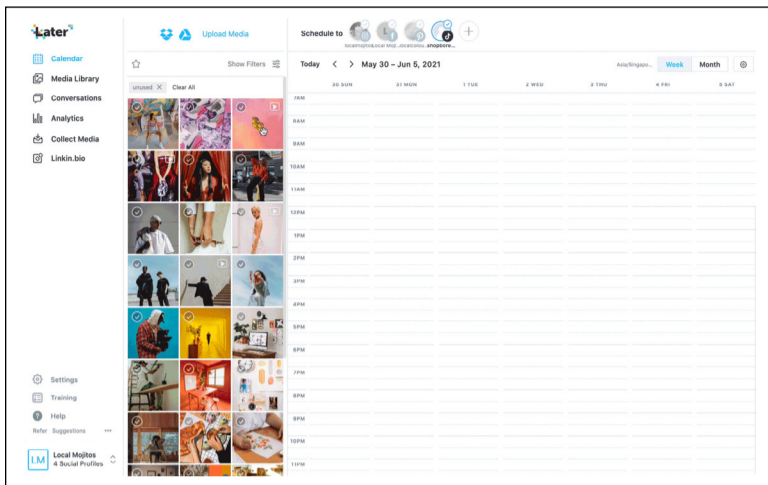 Later
Calendar
Media Library
Conversations
Analytics
Collect Media
Linkin.bio
Settings
Training
Help
Refer Suggestions
LM
Local Mojitos
4 Social Profiles
Upload Media
Show Filters
unused X Clear All
Schedule to
L
shopbore...
Today < > May 30 – Jun 5, 2021
Asia/Singapo... Week Month
30 SUN 31 MON 1 TUE 2 WED 3 THU 4 FRI 5 SAT
7AM
8AM
9AM
10AM
11AM
12PM
1PM
2PM
3PM
4PM
5PM
6PM
7PM
8PM
9PM
10PM
11PM